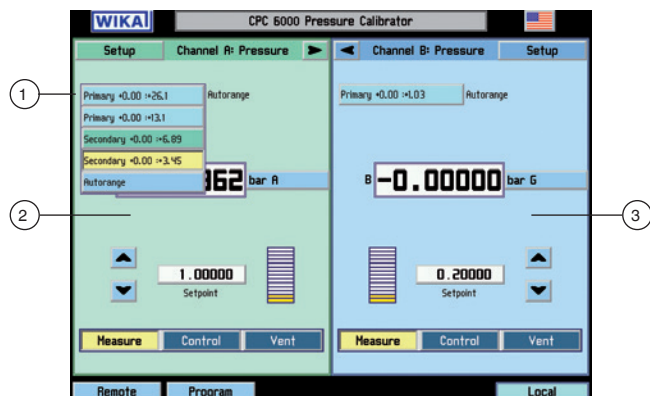 WIKAI CPC 6000 Pressure Calibrator
Setup Channel A: Pressure Channel B: Pressure Setup
1
Primary +0.00 :+26.1 Autorange
Primary +0.00 :+13.1
Secondary +0.00 :+6.89
Secondary +0.00 :+3.45
Autorange
362 bar A
Primary +0.00 :+1.03 Autorange
B -0.00000 bar G
2
3
1.00000
Setpoint
0.20000
Setpoint
Measure Control Vent
Measure Control Vent
Remote Program Local